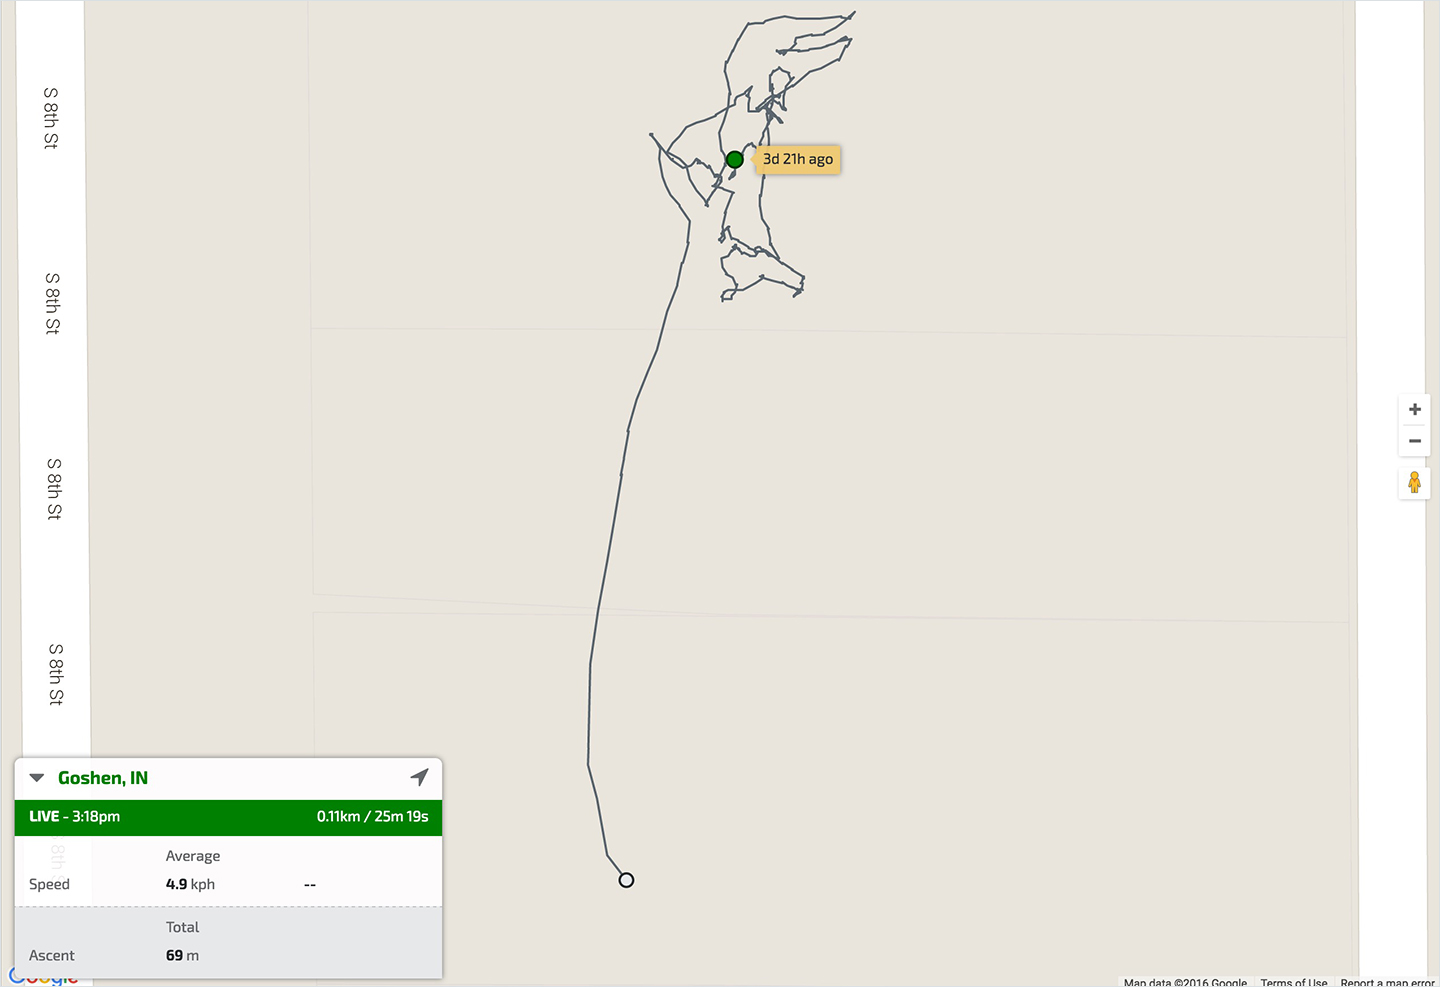 S 8th St
S 8th St
S 8th St
S 8th St
3d 21h ago
Goshen, IN
LIVE - 3:18pm 0.11km / 25m 19s
Average
Speed 4.9 kph --
Total
Ascent 69 m
Google
Map data ©2016 Google Terms of Use Report a map error